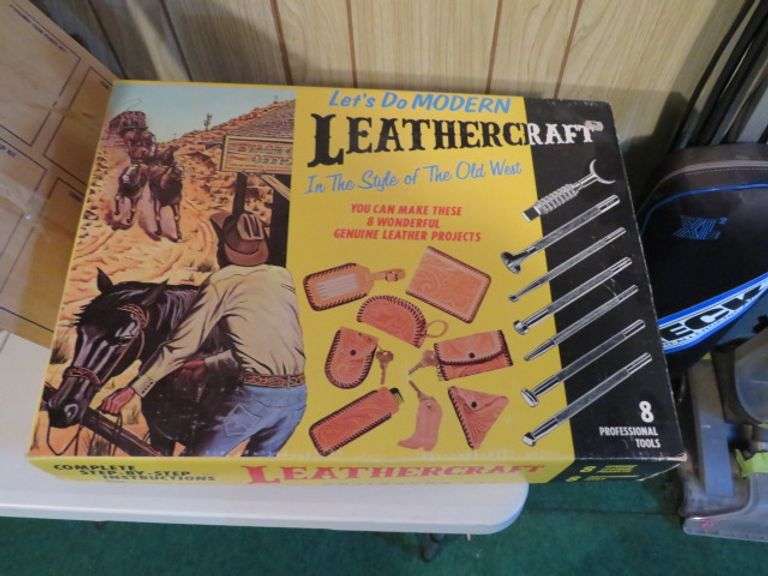 Let's Do MODERN
LEATHERCRAFT
In The Style of The Old West
YOU CAN MAKE THESE
8 WONDERFUL
GENUINE LEATHER PROJECTS
8
PROFESSIONAL
TOOLS
COMPLETE
STEP-BY-STEP
INSTRUCTIONS
LEATHERCRAFT